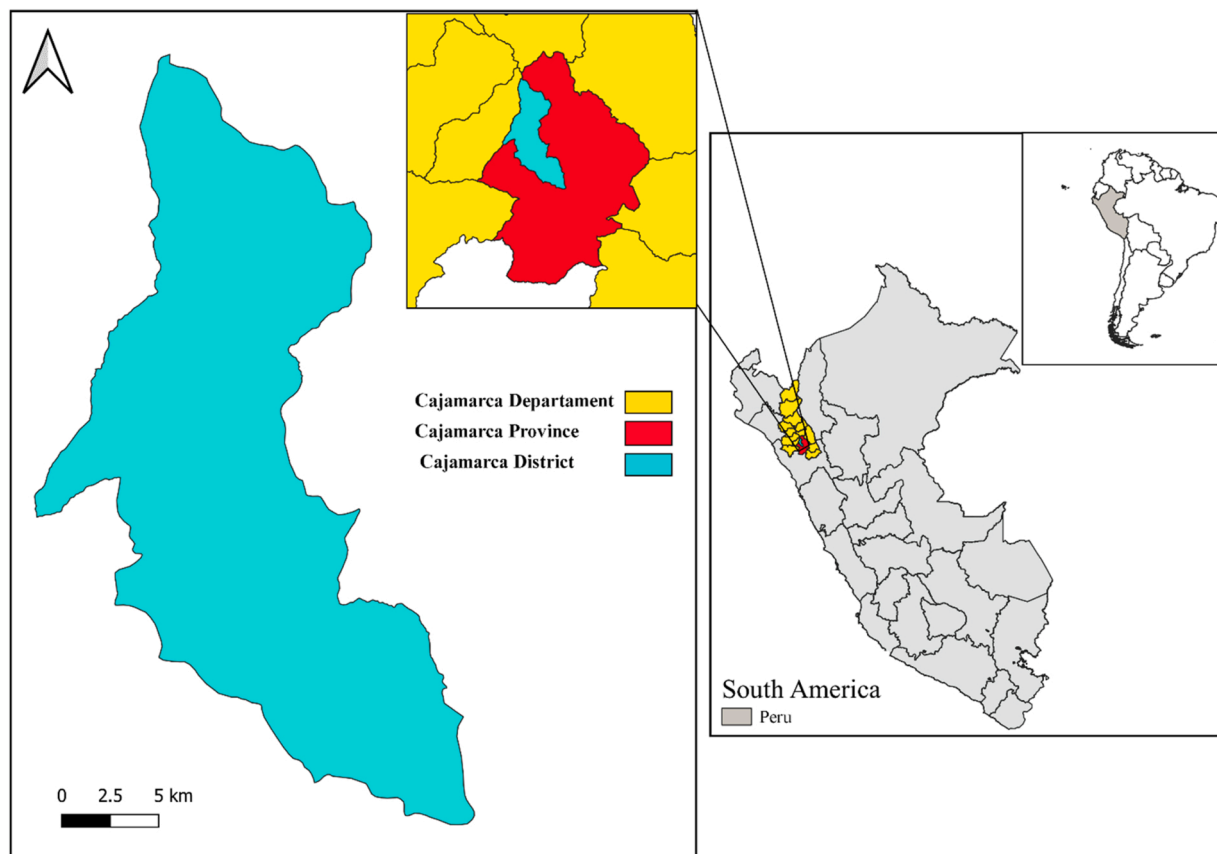 Cajamarca Departament
Cajamarca Province
Cajamarca District
0 2.5 5 km
South America
Peru